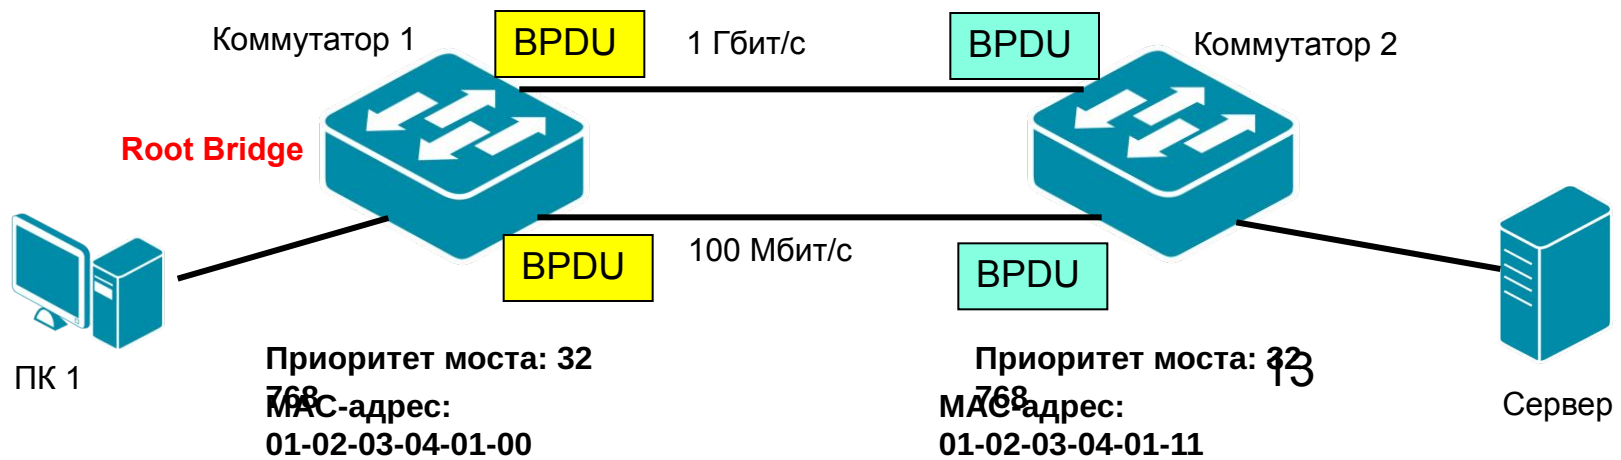 Коммутатор 1
BPDU
1 Гбит/с
BPDU
Коммутатор 2
Root Bridge
BPDU
100 Мбит/с
BPDU
ПК 1
Приоритет моста: 32
768
MAC-адрес:
01-02-03-04-01-00
Приоритет моста: 32
768
MAC-адрес:
01-02-03-04-01-11
13
Сервер